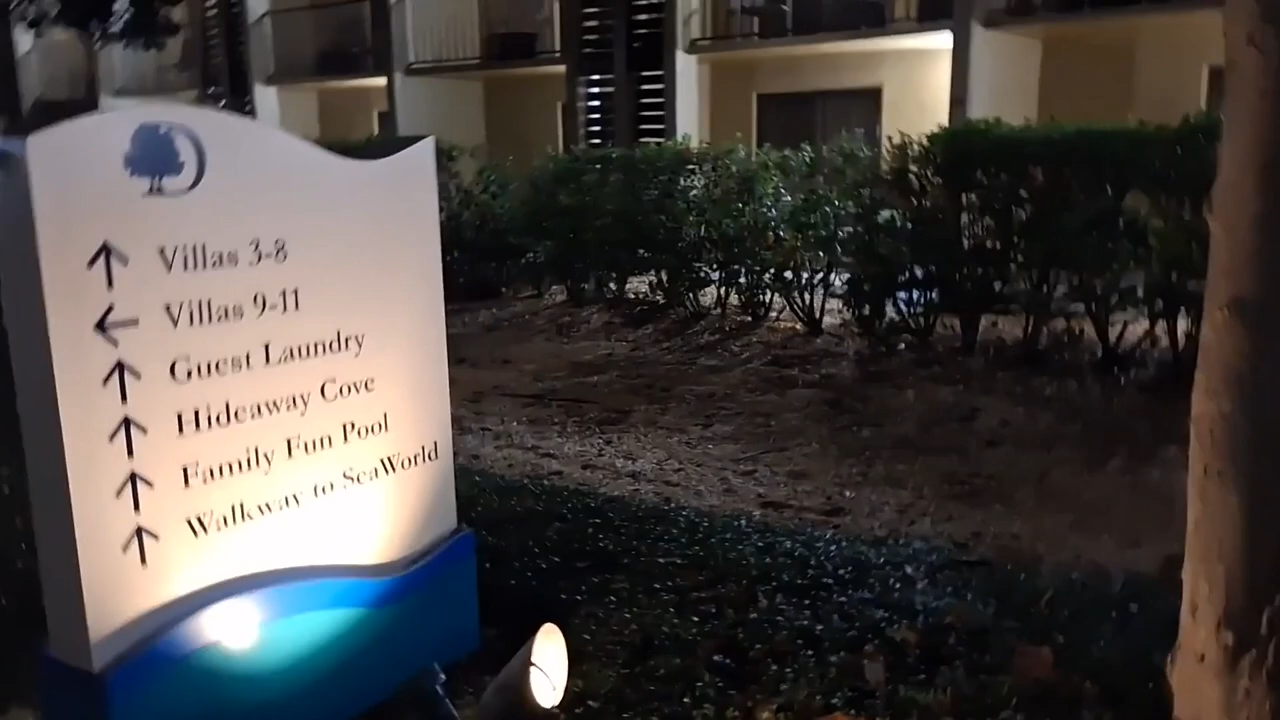 D
↑ Villas 3-8
← Villas 9-11
↑ Guest Laundry
↑ Hideaway Cove
↑ Family Fun Pool
↑ Walkway to SeaWorld